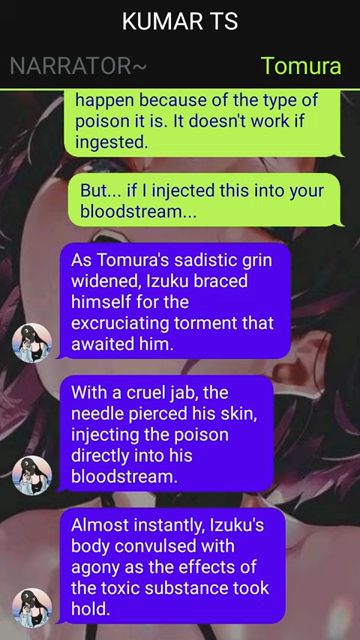 KUMAR TS
NARRATOR~ Tomura
happen because of the type of
poison it is. It doesn't work if
ingested.
But... if I injected this into your
bloodstream...
As Tomura's sadistic grin
widened, Izuku braced
himself for the
excruciating torment that
awaited him.
With a cruel jab, the
needle pierced his skin,
injecting the poison
directly into his
bloodstream.
Almost instantly, Izuku's
body convulsed with
agony as the effects of
the toxic substance took
hold.